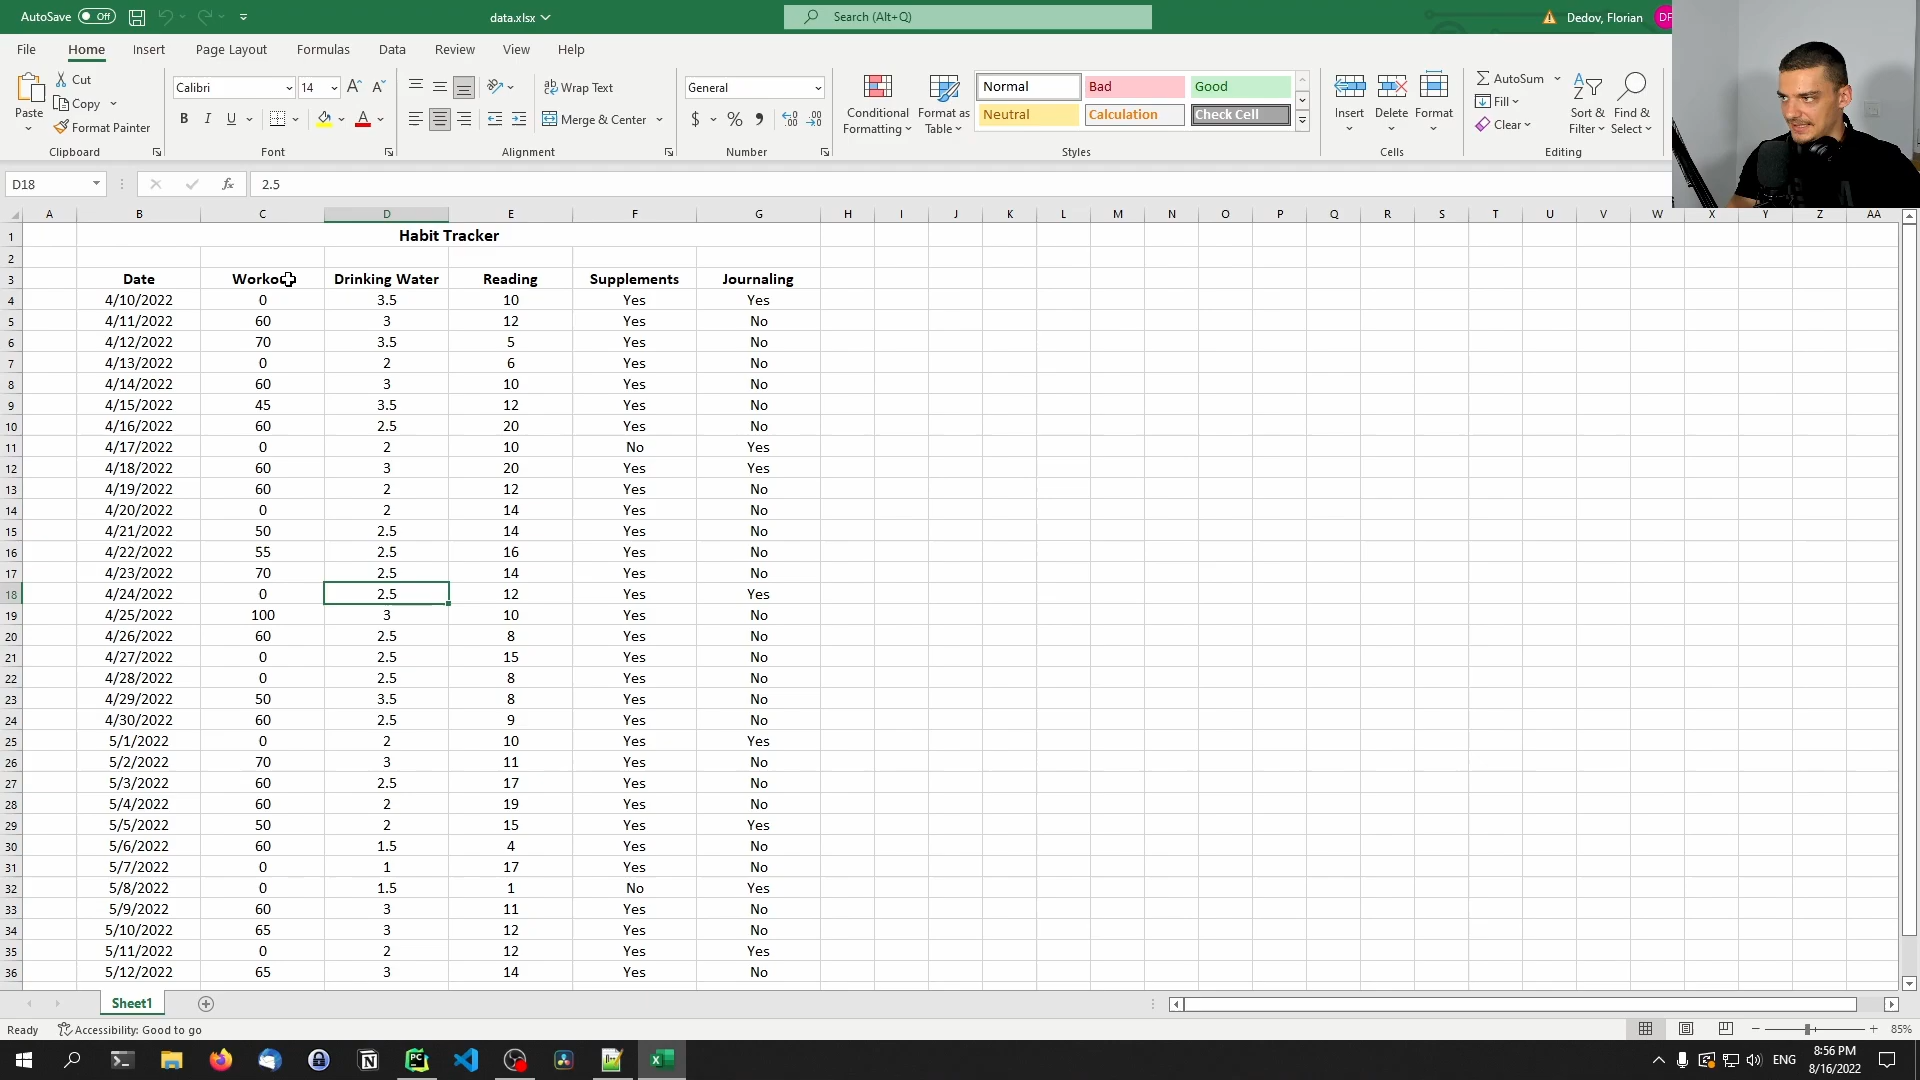 AutoSave Off data.xlsx Search (Alt+Q) Dedov, Florian DF
File Home Insert Page Layout Formulas Data Review View Help
Paste Cut Copy Format Painter Clipboard
Calibri 14 A A B I U A Font
Wrap Text Merge & Center Alignment
General $ % Number
Conditional Formatting Format as Table
Normal Bad Good
Neutral Calculation Check Cell
Styles
Insert Delete Format Cells
AutoSum Fill Clear Sort & Filter Find & Select Editing
D18 fx 2.5
A B C D E F G H I J K L M N O P Q R S T U V W X Y Z AA
1 Habit Tracker
2
3 Date Workou Drinking Water Reading Supplements Journaling
4 4/10/2022 0 3.5 10 Yes Yes
5 4/11/2022 60 3 12 Yes No
6 4/12/2022 70 3.5 5 Yes No
7 4/13/2022 0 2 6 Yes No
8 4/14/2022 60 3 10 Yes No
9 4/15/2022 45 3.5 12 Yes No
10 4/16/2022 60 2.5 20 Yes No
11 4/17/2022 0 2 10 No Yes
12 4/18/2022 60 3 20 Yes Yes
13 4/19/2022 60 2 12 Yes No
14 4/20/2022 0 2 14 Yes No
15 4/21/2022 50 2.5 14 Yes No
16 4/22/2022 55 2.5 16 Yes No
17 4/23/2022 70 2.5 14 Yes No
18 4/24/2022 0 2.5 12 Yes Yes
19 4/25/2022 100 3 10 Yes No
20 4/26/2022 60 2.5 8 Yes No
21 4/27/2022 0 2.5 15 Yes No
22 4/28/2022 0 2.5 8 Yes No
23 4/29/2022 50 3.5 8 Yes No
24 4/30/2022 60 2.5 9 Yes No
25 5/1/2022 0 2 10 Yes Yes
26 5/2/2022 70 3 11 Yes No
27 5/3/2022 60 2.5 17 Yes No
28 5/4/2022 60 2 19 Yes No
29 5/5/2022 50 2 15 Yes Yes
30 5/6/2022 60 1.5 4 Yes No
31 5/7/2022 0 1 17 Yes No
32 5/8/2022 0 1.5 1 No Yes
33 5/9/2022 60 3 11 Yes No
34 5/10/2022 65 3 12 Yes No
35 5/11/2022 0 2 12 Yes Yes
36 5/12/2022 65 3 14 Yes No
Sheet1
Ready Accessibility: Good to go 85%
ENG 8:56 PM
8/16/2022